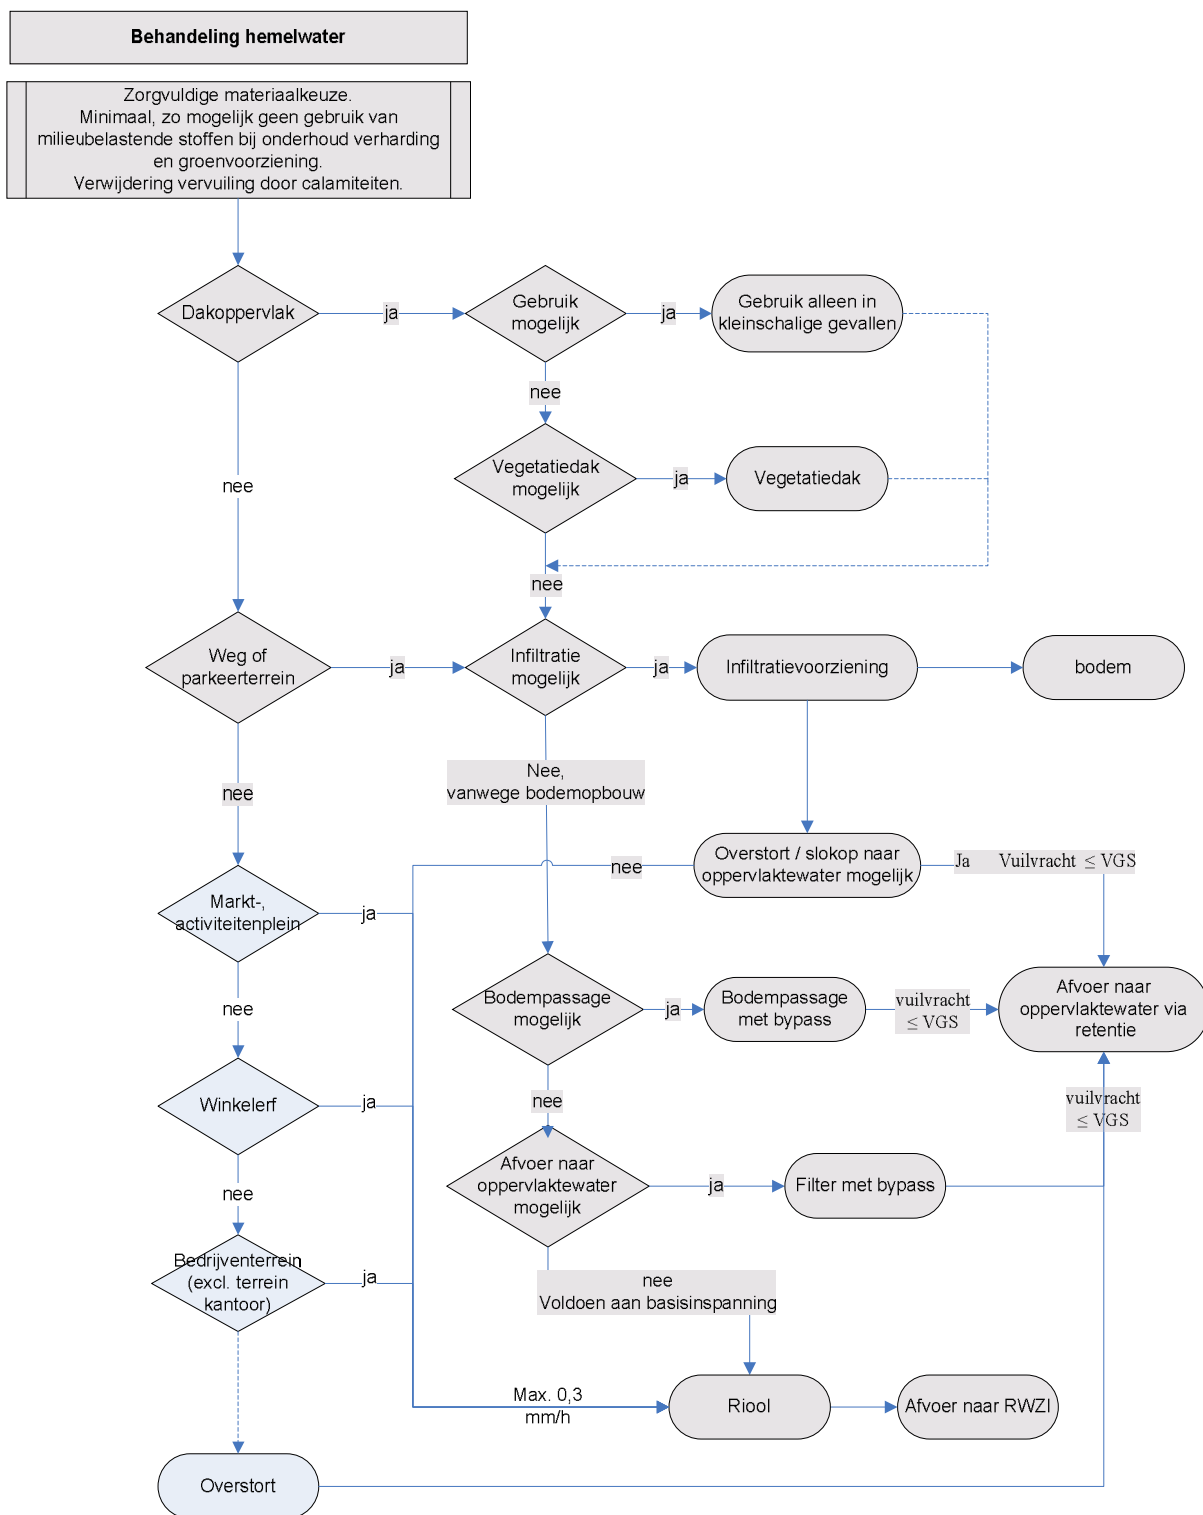 Behandeling hemelwater
Zorgvuldige materiaalkeuze.
Minimaal, zo mogelijk geen gebruik van
milieubelastende stoffen bij onderhoud verharding
en groenvoorziening.
Verwijdering vervuiling door calamiteiten.
Dakoppervlak
ja
Gebruik
mogelijk
ja
Gebruik alleen in
kleinschalige gevallen
nee
nee
Vegetatiedak
mogelijk
ja
Vegetatiedak
nee
Weg of
parkeerterrein
ja
Infiltratie
mogelijk
ja
Infiltratievoorziening
bodem
nee
Nee,
vanwege bodemopbouw
nee
Overstort / slokop naar
oppervlaktewater mogelijk
Ja Vuilvracht ≤ VGS
Markt-,
activiteitenplein
ja
nee
Bodempassage
mogelijk
ja
Bodempassage
met bypass
vuilvracht
≤ VGS
Afvoer naar
oppervlaktewater via
retentie
nee
vuilvracht
≤ VGS
Winkelerf
ja
nee
Afvoer naar
oppervlaktewater
mogelijk
ja
Filter met bypass
Bedrijventerrein
(excl. terrein
kantoor)
ja
nee
Voldoen aan basisinspanning
Max. 0,3
mm/h
Riool
Afvoer naar RWZI
Overstort